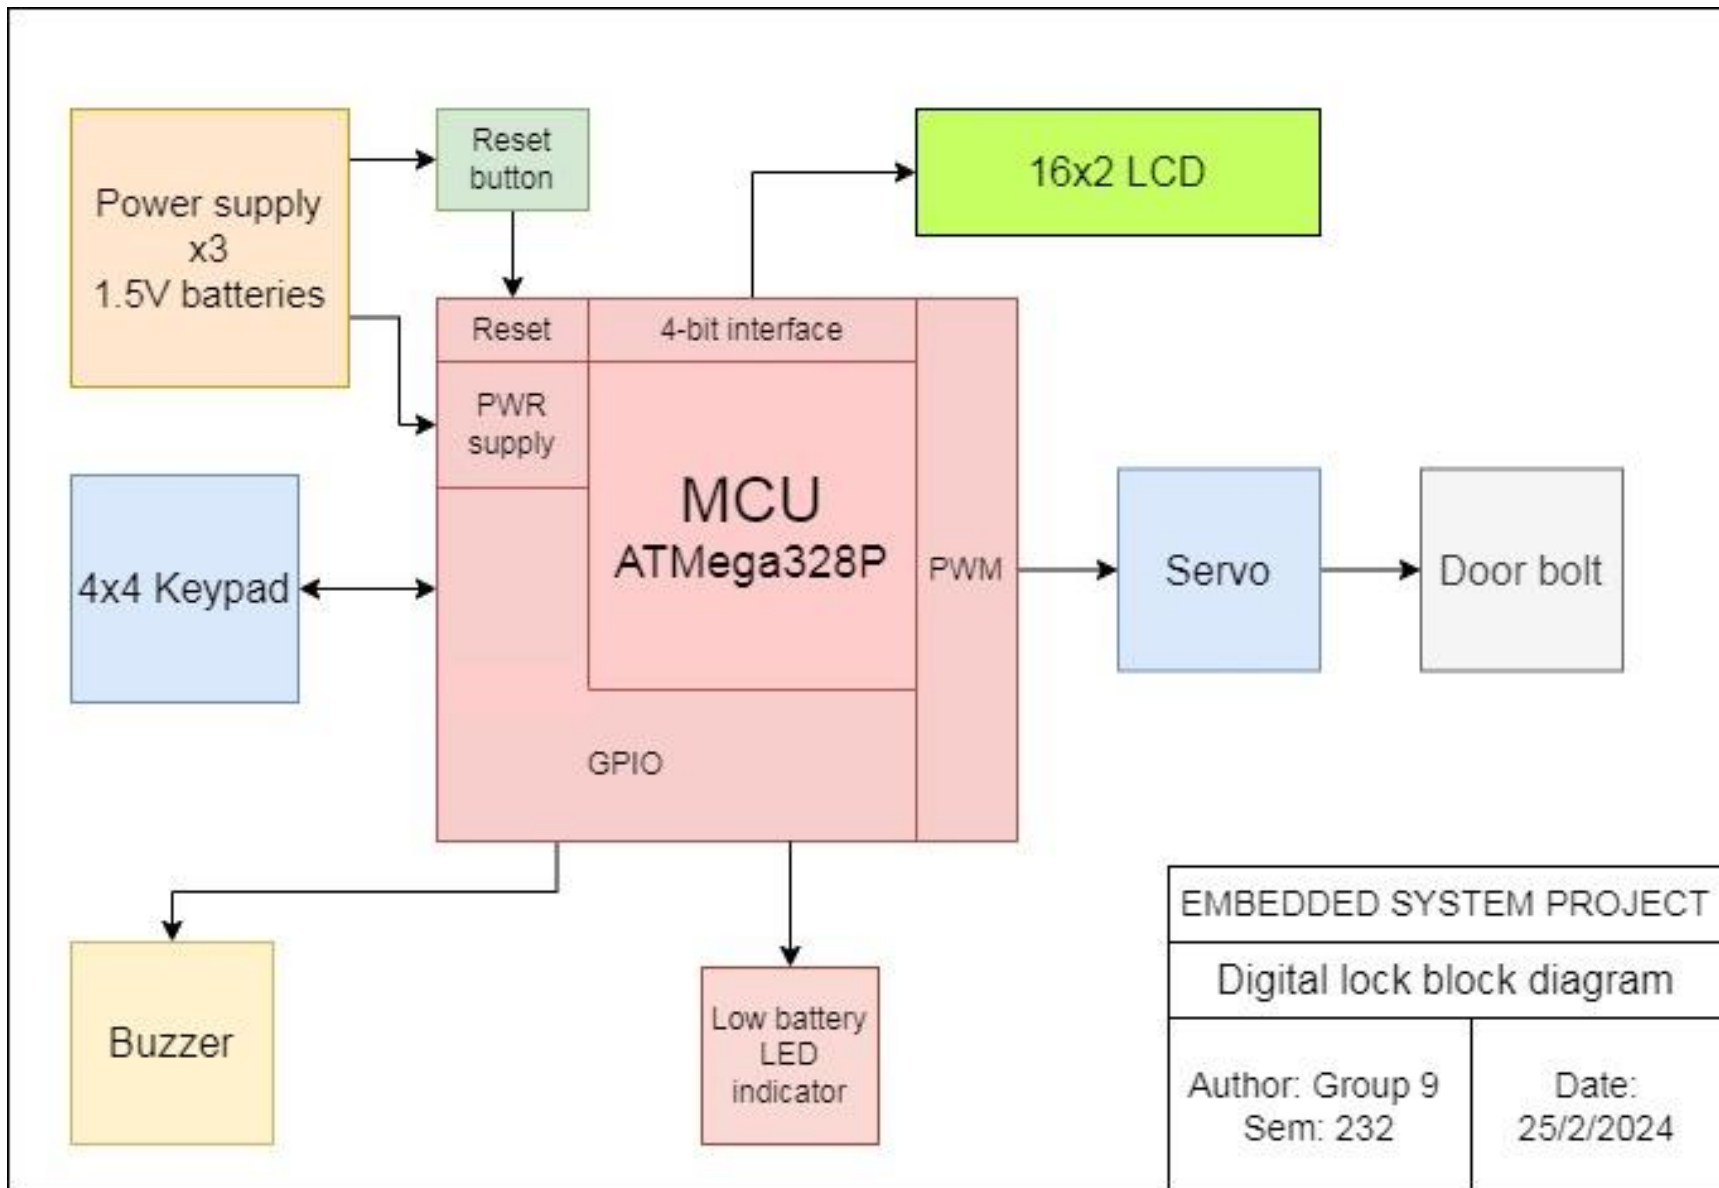 Power supply
x3
1.5V batteries
Reset
button
16x2 LCD
Reset
4-bit interface
PWR
supply
MCU
ATMega328P
4x4 Keypad
PWM
Servo
Door bolt
GPIO
Buzzer
Low battery
LED
indicator
EMBEDDED SYSTEM PROJECT
Digital lock block diagram
Author: Group 9
Sem: 232
Date:
25/2/2024